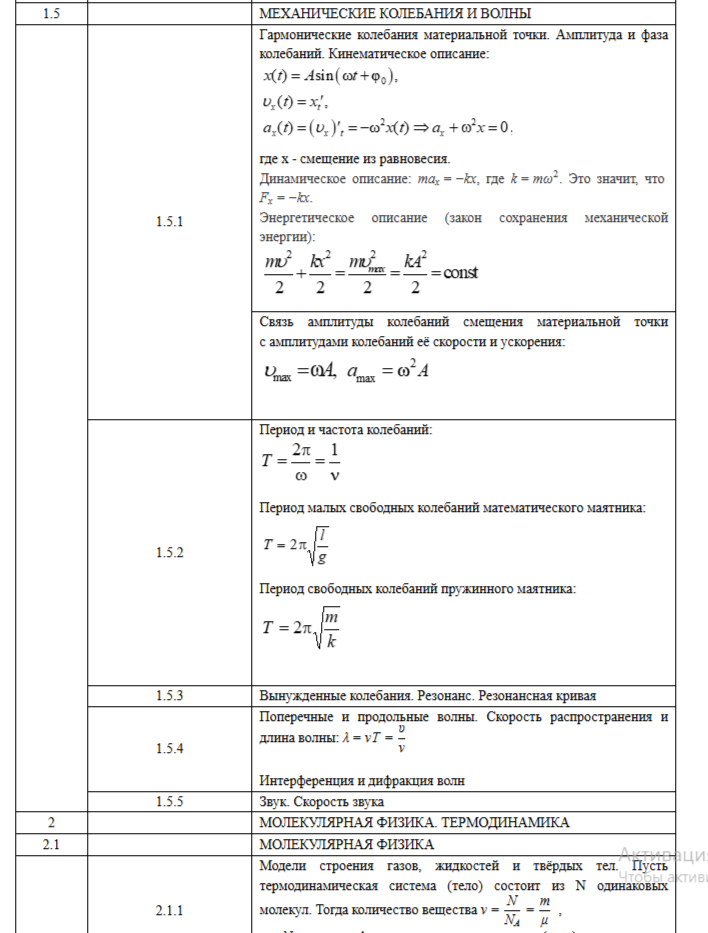 1.5 МЕХАНИЧЕСКИЕ КОЛЕБАНИЯ И ВОЛНЫ
1.5.1
Гармонические колебания материальной точки. Амплитуда и фаза
колебаний. Кинематическое описание:
x(t) = A sin(ωt + φ₀),
υₓ(t) = x′ₜ,
aₓ(t) = (υₓ)′ₜ = −ω²x(t) ⇒ aₓ + ω²x = 0.
где x - смещение из равновесия.
Динамическое описание: maₓ = −kx, где k = mω². Это значит, что
Fₓ = −kx.
Энергетическое описание (закон сохранения механической
энергии):
mυ²/2 + kx²/2 = mυ²max/2 = kA²/2 = const
Связь амплитуды колебаний смещения материальной точки
с амплитудами колебаний её скорости и ускорения:
υmax = ωA, amax = ω²A
1.5.2
Период и частота колебаний:
T = 2π/ω = 1/ν
Период малых свободных колебаний математического маятника:
T = 2π√(l/g)
Период свободных колебаний пружинного маятника:
T = 2π√(m/k)
1.5.3 Вынужденные колебания. Резонанс. Резонансная кривая
1.5.4
Поперечные и продольные волны. Скорость распространения и
длина волны: λ = νT = υ/ν
Интерференция и дифракция волн
1.5.5 Звук. Скорость звука
2 МОЛЕКУЛЯРНАЯ ФИЗИКА. ТЕРМОДИНАМИКА
2.1 МОЛЕКУЛЯРНАЯ ФИЗИКА
2.1.1
Модели строения газов, жидкостей и твёрдых тел. Пусть
термодинамическая система (тело) состоит из N одинаковых
молекул. Тогда количество вещества ν = N/N_A = m/μ ,
Активаци
Чтобы активи